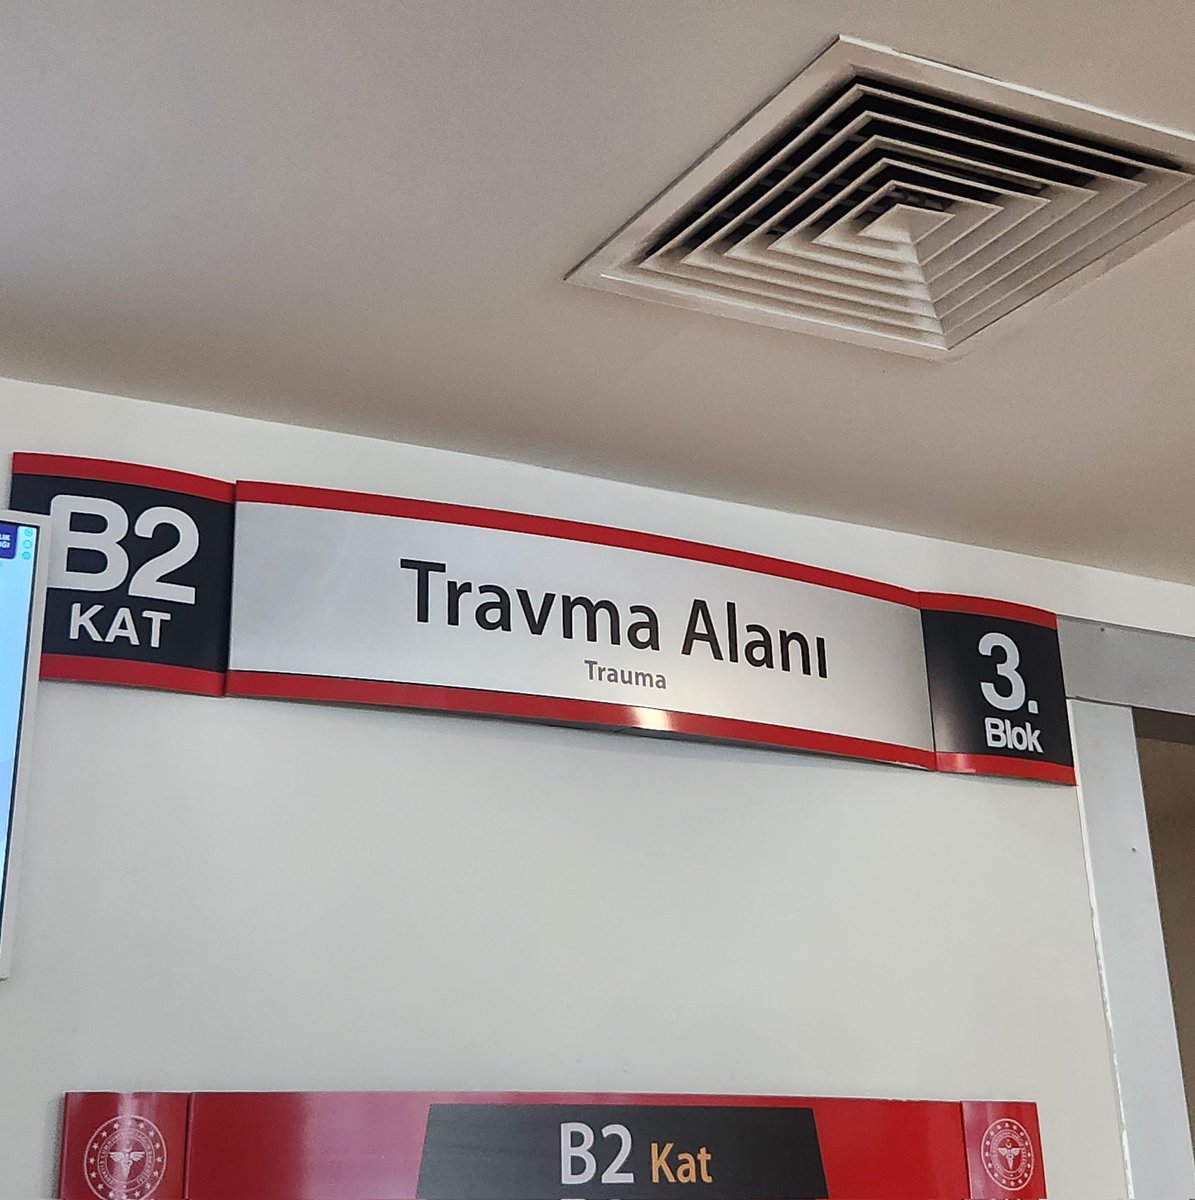 B2
KAT
Travma Alanı
Trauma
3.
Blok
B2 Kat